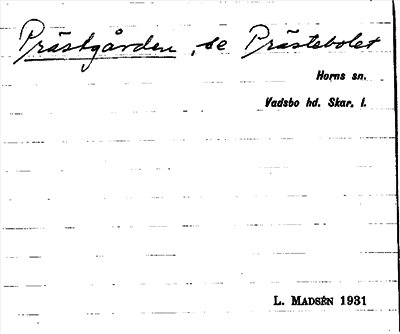 Prästgården, se Prästebolet
Horns sn.
Vadsbo hd. Skar. l.
L. MADSÉN 1931